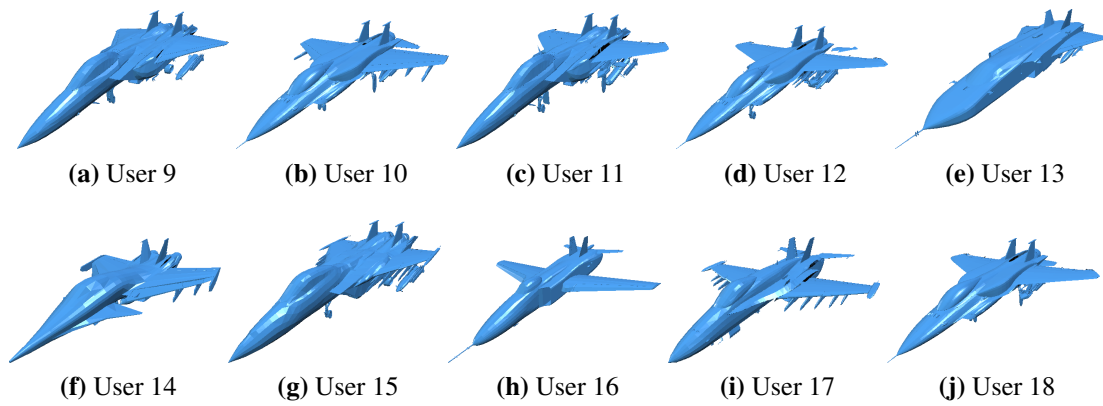 (a) User 9
(b) User 10
(c) User 11
(d) User 12
(e) User 13
(f) User 14
(g) User 15
(h) User 16
(i) User 17
(j) User 18